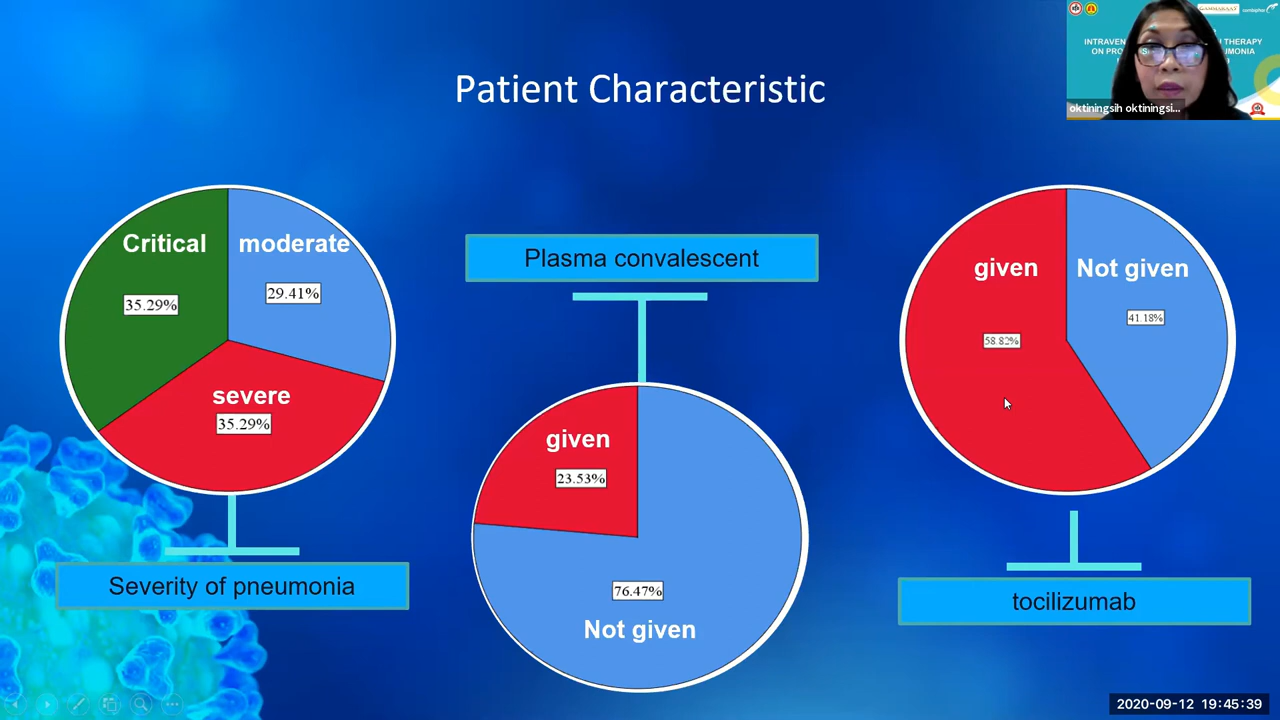 Patient Characteristic
INTRAVEN
THERAPY
ON
oktiningsih oktiningsi...
Critical
moderate
35.29%
29.41%
severe
35.29%
Severity of pneumonia
Plasma convalescent
given
23.53%
76.47%
Not given
given
Not given
58.82%
41.18%
tocilizumab
2020-09-12 19:45:39